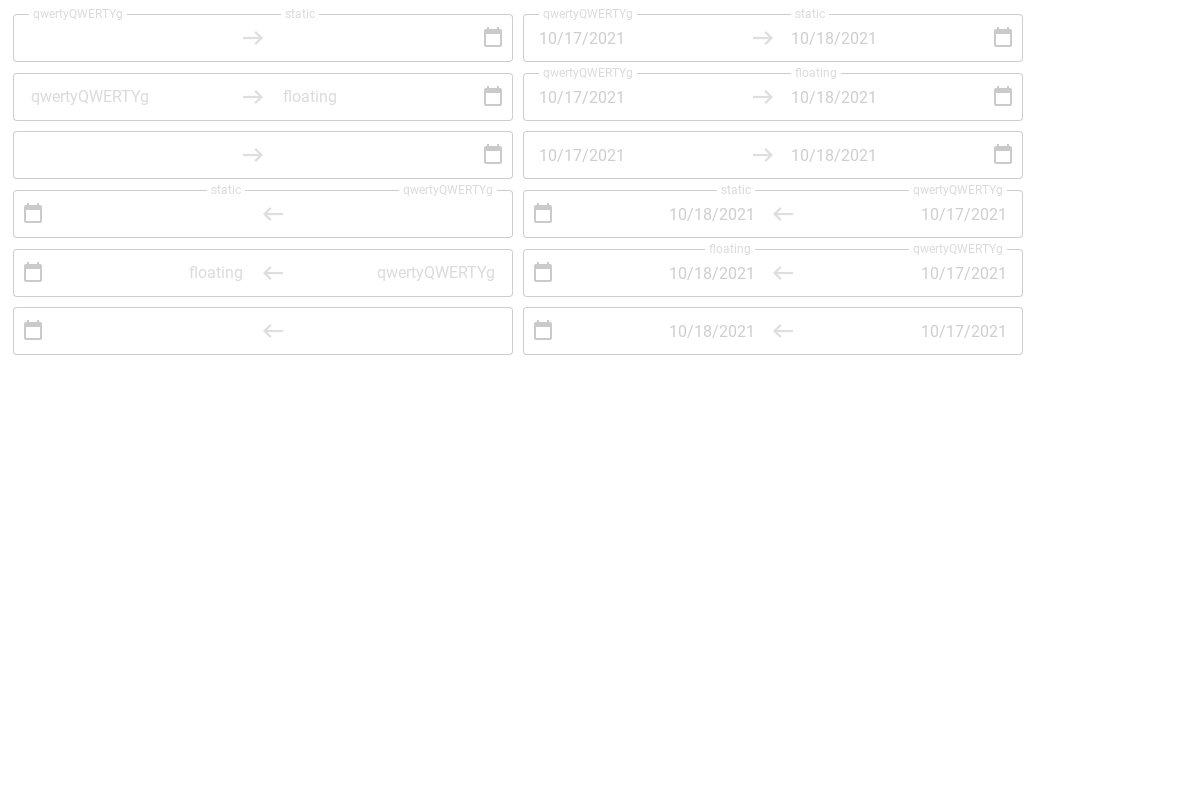 qwertyQWERTYg static qwertyQWERTYg static
10/17/2021 10/18/2021
qwertyQWERTYg floating
qwertyQWERTYg floating 10/17/2021 10/18/2021
10/17/2021 10/18/2021
static qwertyQWERTYg static qwertyQWERTYg
10/18/2021 10/17/2021
floating qwertyQWERTYg
floating qwertyQWERTYg 10/18/2021 10/17/2021
10/18/2021 10/17/2021